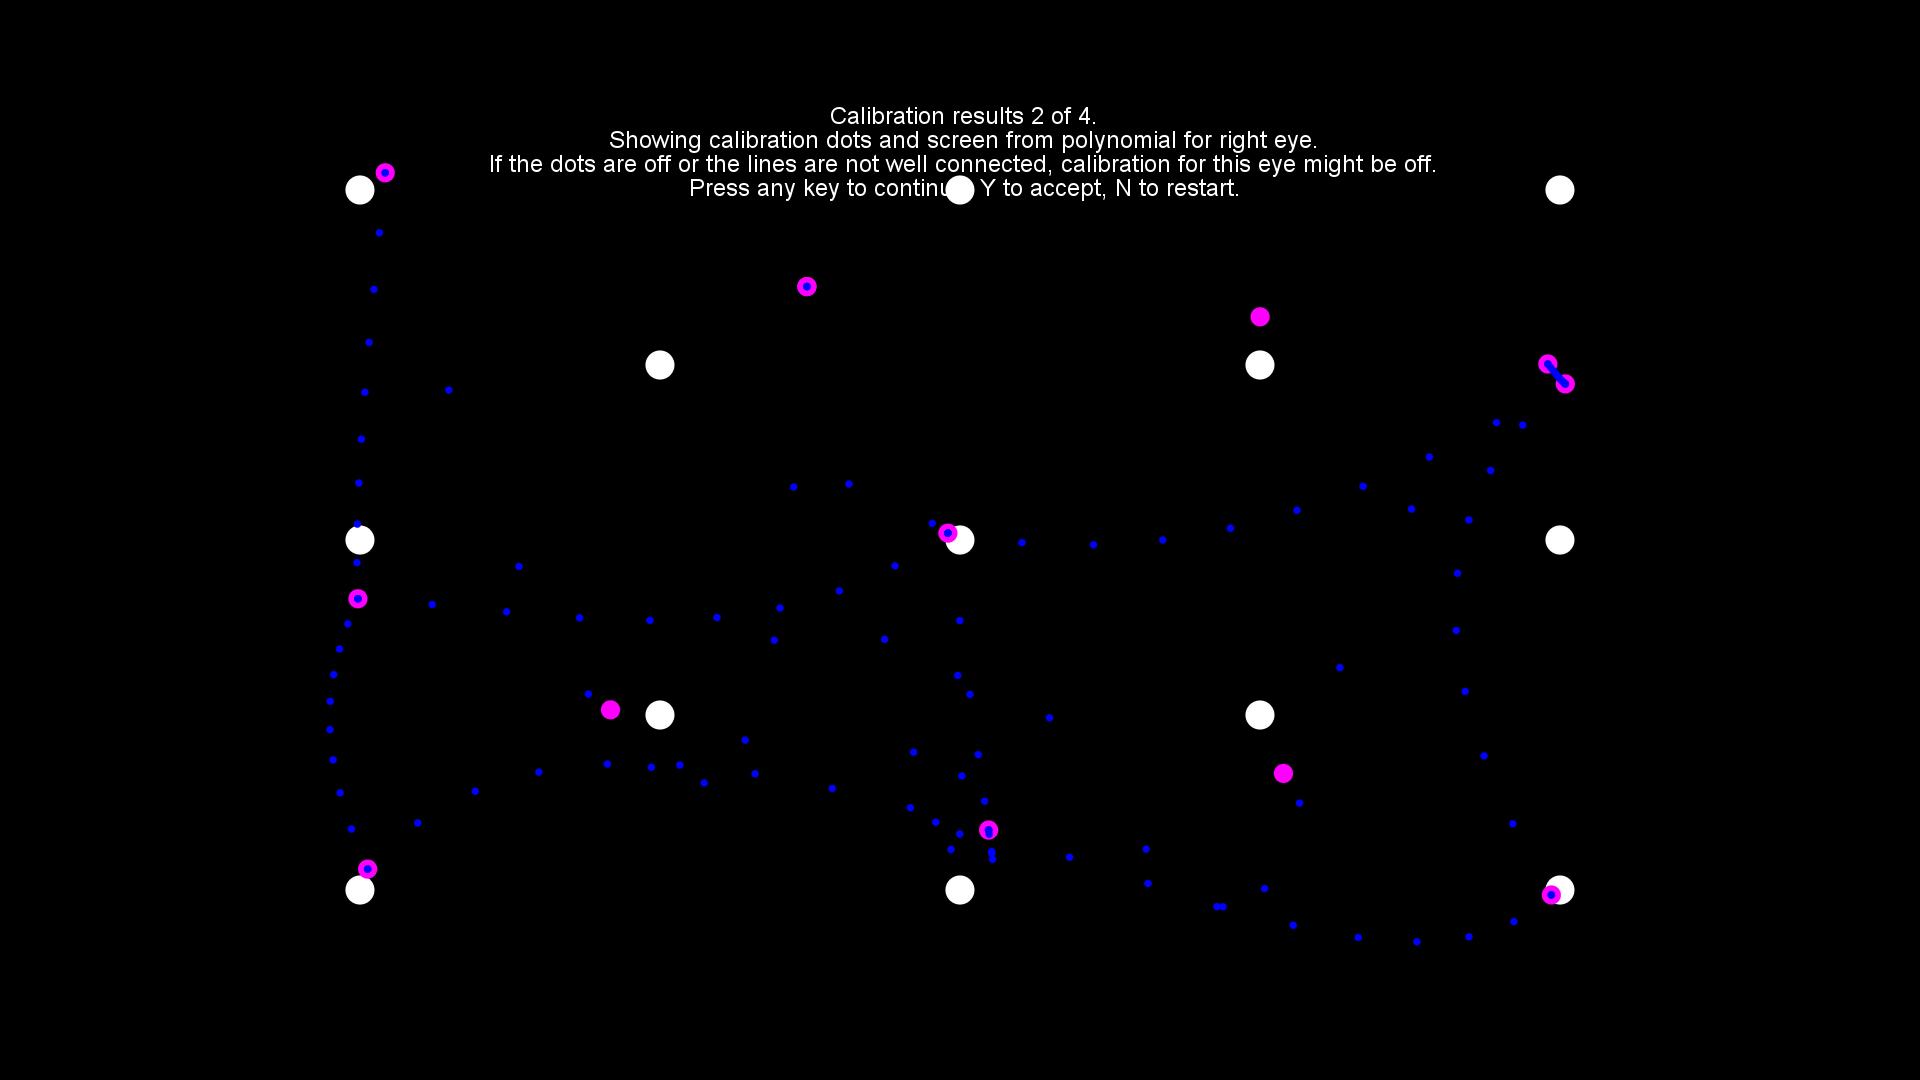 Calibration results 2 of 4.
Showing calibration dots and screen from polynomial for right eye.
If the dots are off or the lines are not well connected, calibration for this eye might be off.
Press any key to continu Y to accept, N to restart.